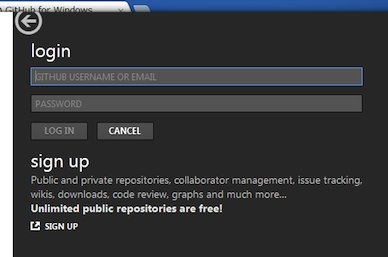 GitHub for Windows
login
GITHUB USERNAME OR EMAIL
PASSWORD
LOG IN CANCEL
sign up
Public and private repositories, collaborator management, issue tracking,
wikis, downloads, code review, graphs and much more...
Unlimited public repositories are free!
SIGN UP